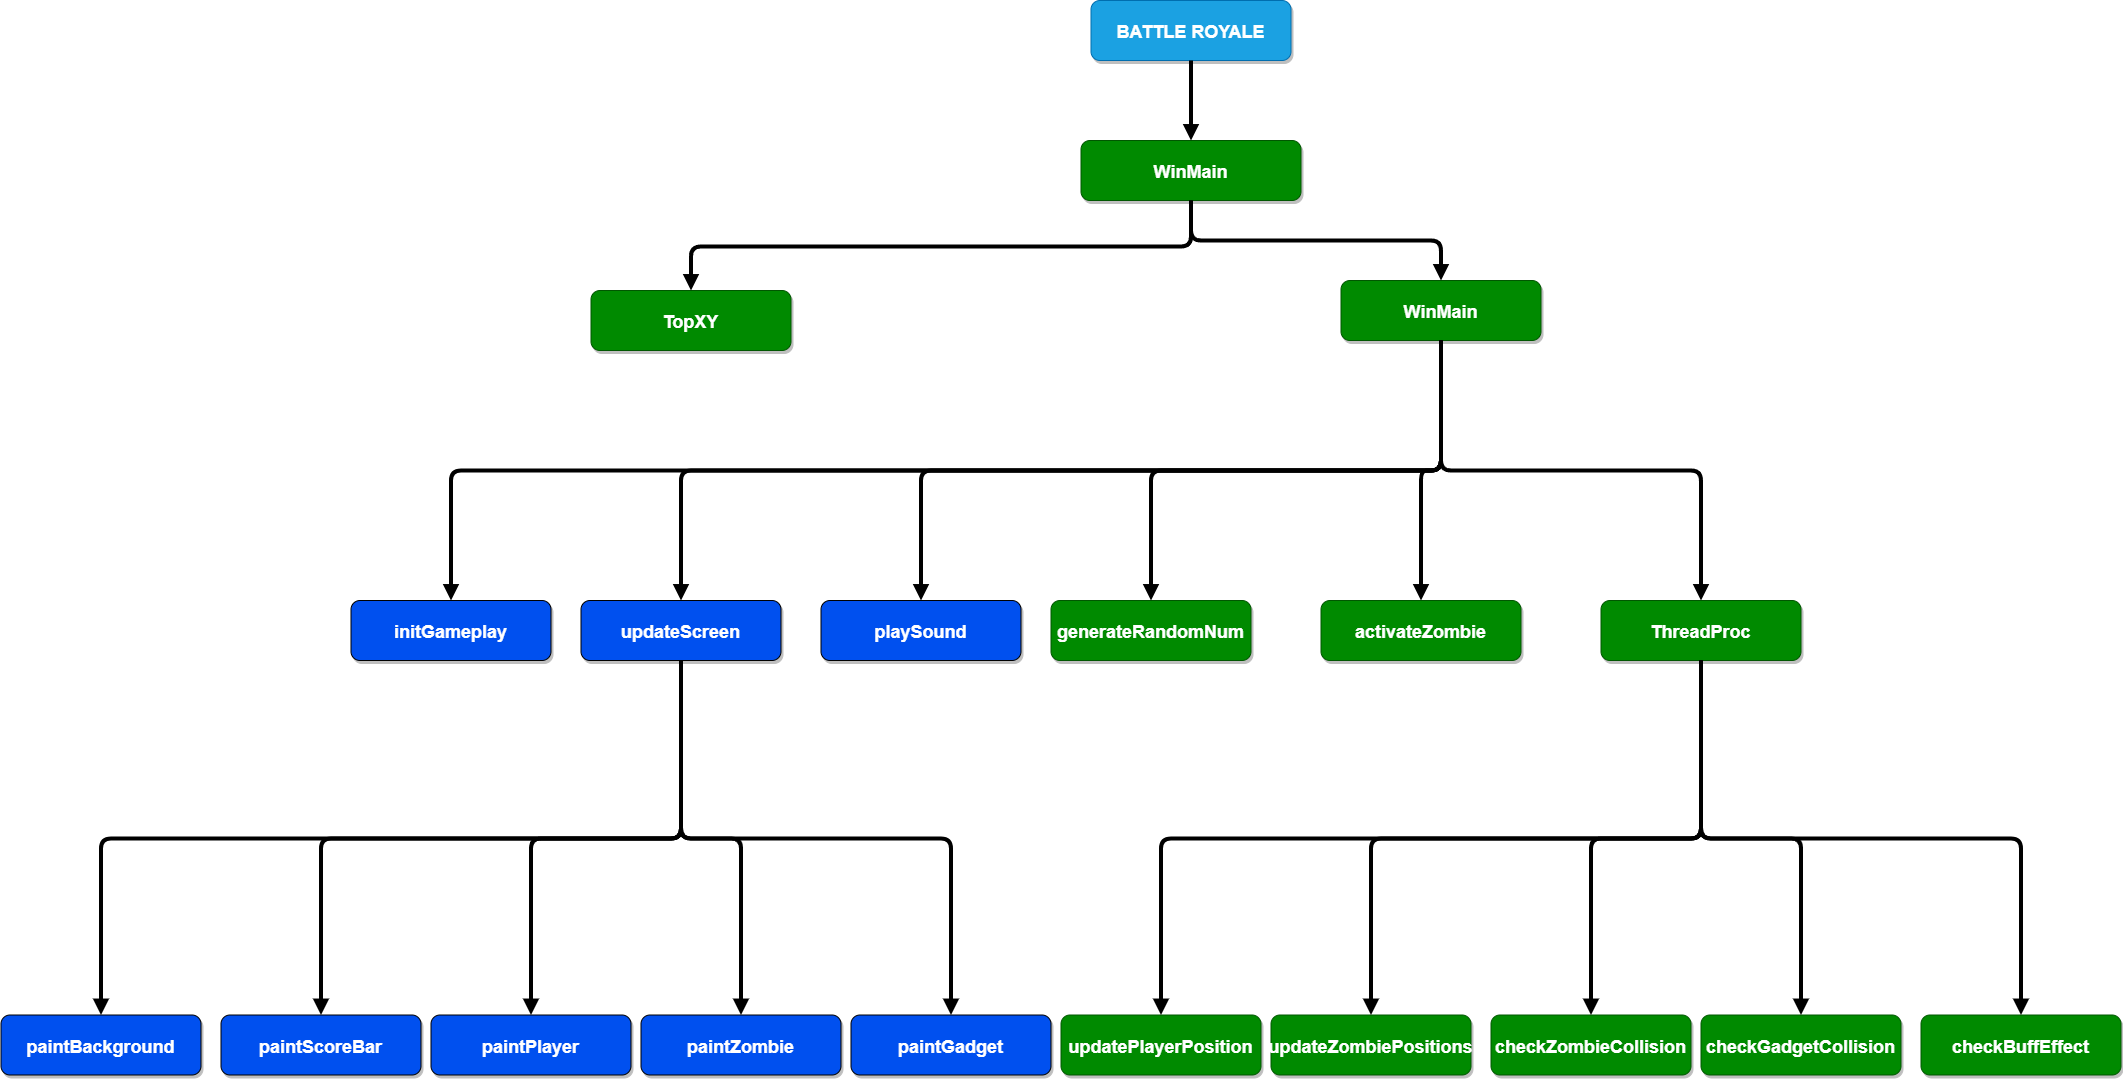 BATTLE ROYALE
WinMain
TopXY
WinMain
initGameplay
updateScreen
playSound
generateRandomNum
activateZombie
ThreadProc
paintBackground
paintScoreBar
paintPlayer
paintZombie
paintGadget
updatePlayerPosition
updateZombiePositions
checkZombieCollision
checkGadgetCollision
checkBuffEffect